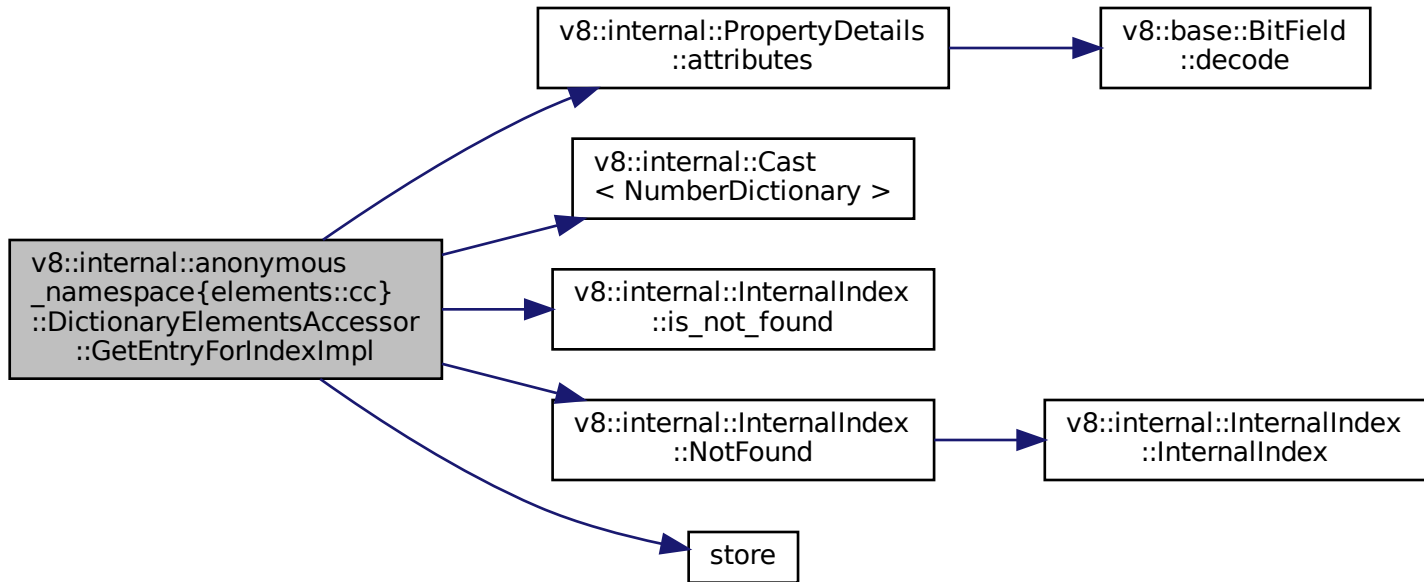 v8::internal::PropertyDetails
::attributes
v8::base::BitField
::decode
v8::internal::Cast
< NumberDictionary >
v8::internal::anonymous
_namespace{elements::cc}
::DictionaryElementsAccessor
::GetEntryForIndexImpl
v8::internal::InternalIndex
::is_not_found
v8::internal::InternalIndex
::NotFound
v8::internal::InternalIndex
::InternalIndex
store